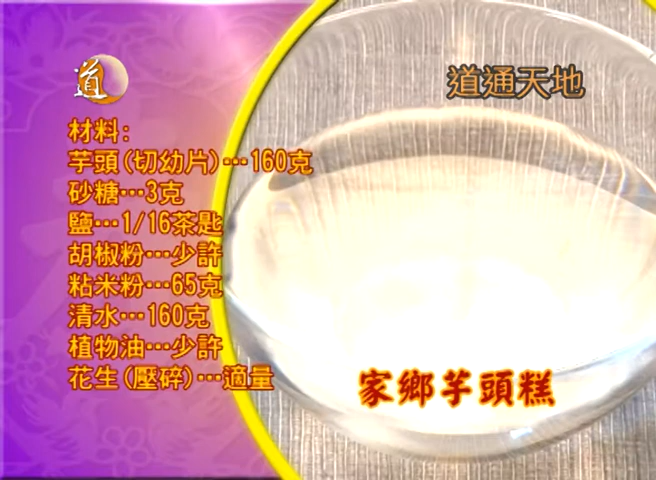 道
道通天地
材料:
芋頭(切幼片)…160克
砂糖…3克
鹽…1/16茶匙
胡椒粉…少許
粘米粉…65克
清水…160克
植物油…少許
花生(壓碎)…適量
家鄉芋頭糕